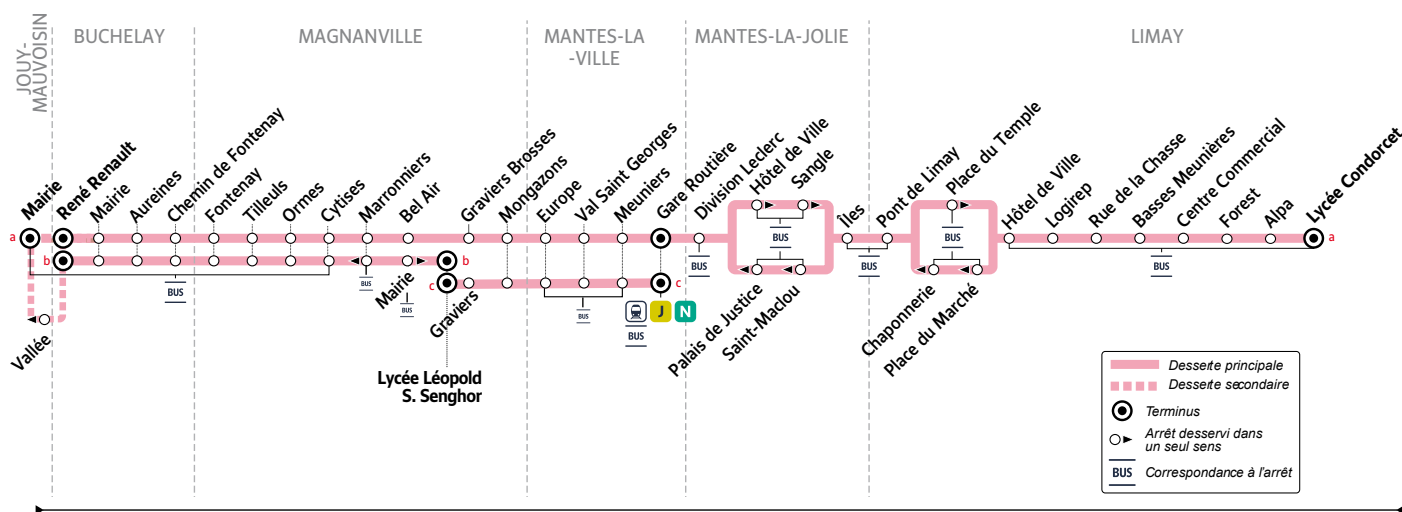 JOUY-
MAUVOISIN
BUCHELAY
MAGNANVILLE
MANTES-LA
-VILLE
MANTES-LA-JOLIE
LIMAY
Mairie
René Renault
Mairie
Aureines
Chemin de Fontenay
Fontenay
Tilleuls
Ormes
Cytises
Marronniers
Bel Air
Graviers Brosses
Mongazons
Europe
Val Saint Georges
Meuniers
Gare Routière
Division Leclerc
Hôtel de Ville
Sangle
Îles
Pont de Limay
Place du Temple
Hôtel de Ville
Logirep
Rue de la Chasse
Basses Meunières
Centre Commercial
Forest
Alpa
Lycée Condorcet
a
a
b
b
c
c
BUS
BUS
BUS
BUS
BUS
BUS
BUS
BUS
BUS
BUS
Mairie
Graviers
J
N
Vallée
Palais de Justice
Saint-Maclou
Chaponnerie
Place du Marché
Lycée Léopold
S. Senghor
Desserte principale
Desserte secondaire
Terminus
Arrêt desservi dans
un seul sens
BUS
Correspondance à l'arrêt